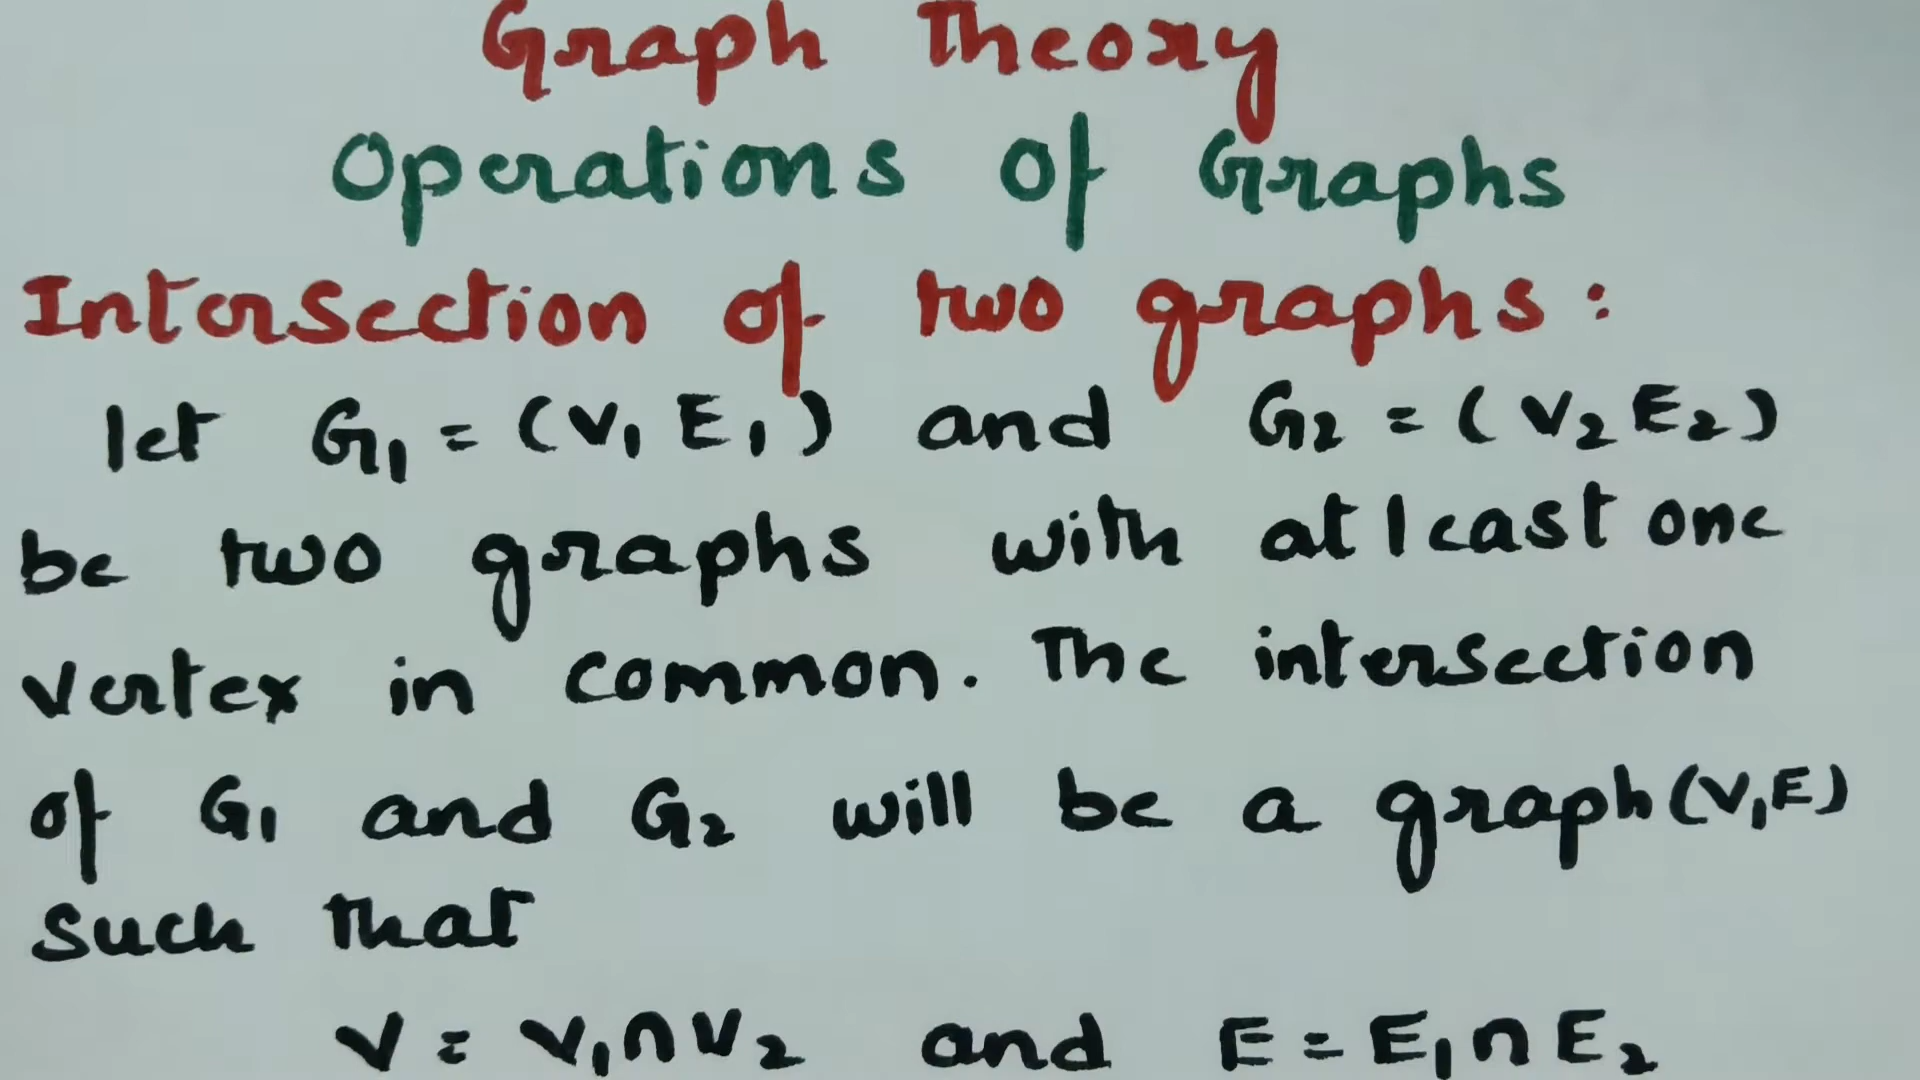 Graph Theory
Operations of Graphs
Intersection of two graphs:
let G₁ = (V₁ E₁) and G₂ = (V₂ E₂)
be two graphs with at least one
vertex in common. The intersection
of G₁ and G₂ will be a graph (V,E)
such that
V = V₁∩V₂ and E = E₁∩E₂